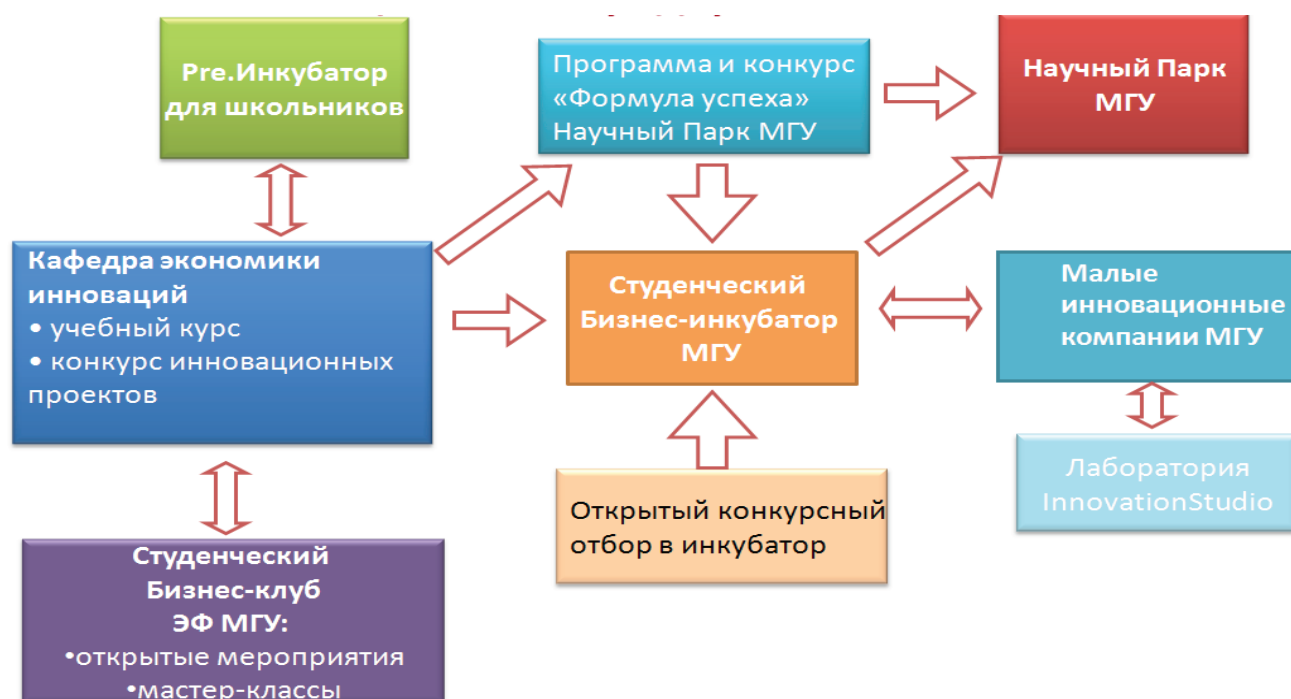 Pre.Инкубатор
для школьников
Программа и конкурс
«Формула успеха»
Научный Парк МГУ
Научный Парк
МГУ
Кафедра экономики
инноваций
• учебный курс
• конкурс инновационных
проектов
Студенческий
Бизнес-инкубатор
МГУ
Малые
инновационные
компании МГУ
Лаборатория
InnovationStudio
Открытый конкурсный
отбор в инкубатор
Студенческий
Бизнес-клуб
ЭФ МГУ:
•открытые мероприятия
•мастер-классы